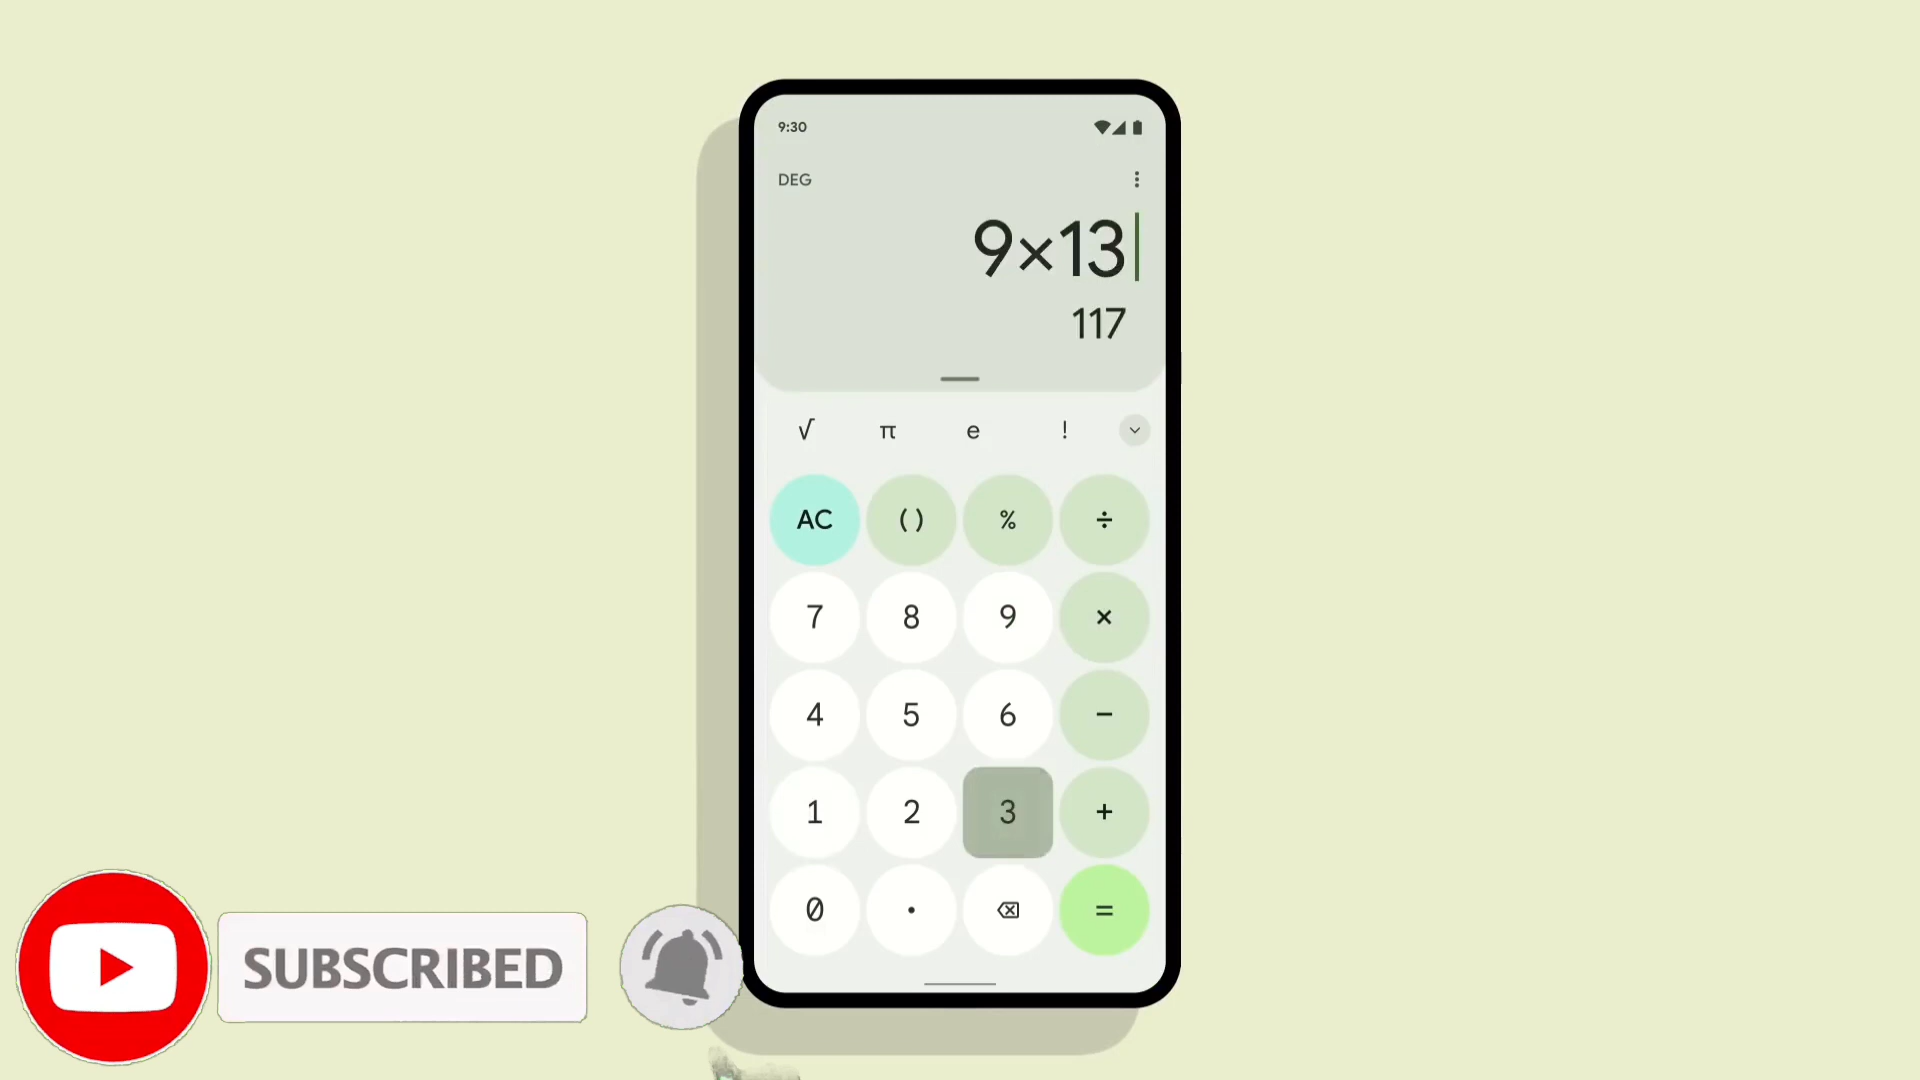 9:30
DEG
9×13
117
√ π e !
AC ( ) % ÷
7 8 9 ×
4 5 6 −
1 2 3 +
0 . =
SUBSCRIBED